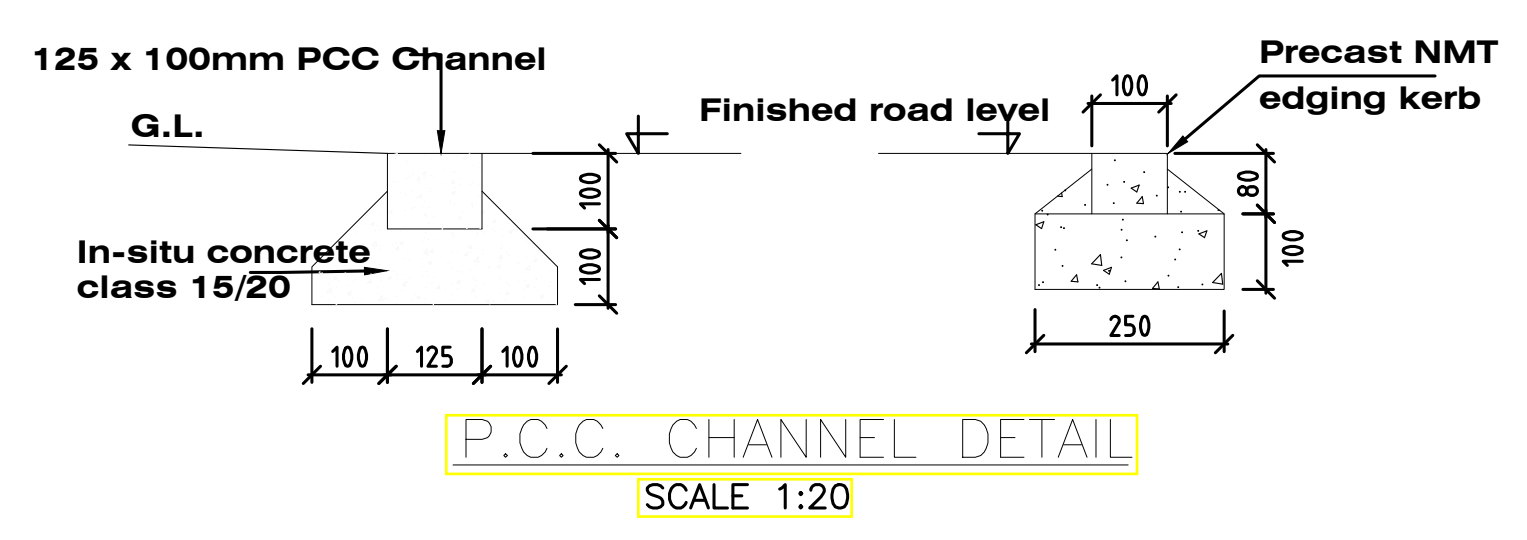 125 x 100mm PCC Channel
G.L.
In-situ concrete
class 15/20
100
100
100
125
100
Finished road level
Precast NMT
edging kerb
100
80
100
250
P.C.C. CHANNEL DETAIL
SCALE 1:20